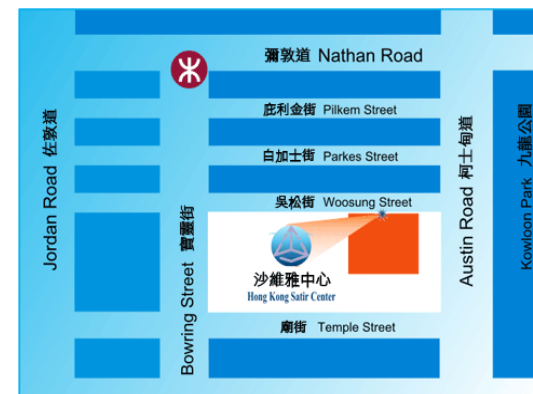 彌敦道 Nathan Road
庇利金街 Pilkem Street
白加士街 Parkes Street
吳松街 Woosung Street
沙維雅中心
Hong Kong Satir Center
廟街 Temple Street
Jordan Road 佐敦道
Bowring Street 寶靈街
Austin Road 柯士甸道
Kowloon Park 九龍公園